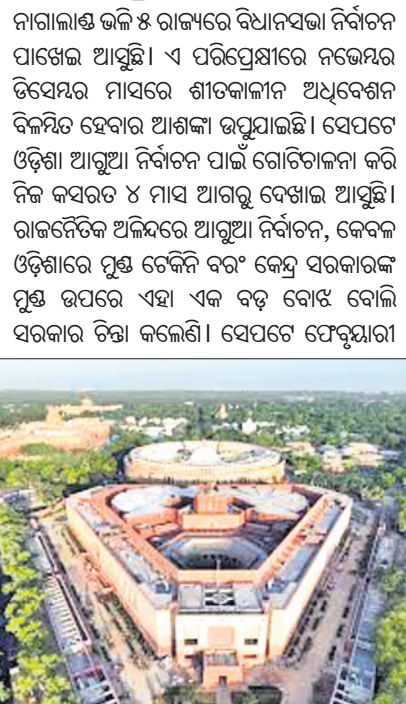 ନାଗାଲାଣ୍ଡ ଭଳି ୫ ରାଜ୍ୟରେ ବିଧାନସଭା ନିର୍ବାଚନ
ପାଖେଇ ଆସୁଛି। ଏ ପରିପ୍ରେକ୍ଷୀରେ ନଭେମ୍ବର
ଡିସେମ୍ବର ମାସରେ ଶୀତକାଳୀନ ଅଧିବେଶନ
ବିଳମ୍ବିତ ହେବାର ଆଶଙ୍କା ଉପୁଯାଇଛି। ସେପଟେ
ଓଡ଼ିଶା ଆଗୁଆ ନିର୍ବାଚନ ପାଇଁ ଗୋଟିଚାଳନା କରି
ନିଜ କସରତ ୪ ମାସ ଆଗରୁ ଦେଖାଇ ଆସୁଛି।
ରାଜନୈତିକ ଅଳିନ୍ଦରେ ଆଗୁଆ ନିର୍ବାଚନ, କେବଳ
ଓଡ଼ିଶାରେ ମୁଣ୍ଡ ଟେକିନି ବରଂ କେନ୍ଦ୍ର ସରକାରଙ୍କ
ମୁଣ୍ଡ ଉପରେ ଏହା ଏକ ବଡ଼ ବୋଝ ବୋଲି
ସରକାର ଚିନ୍ତା କଲେଣି। ସେପଟେ ଫେବୃୟାରୀ